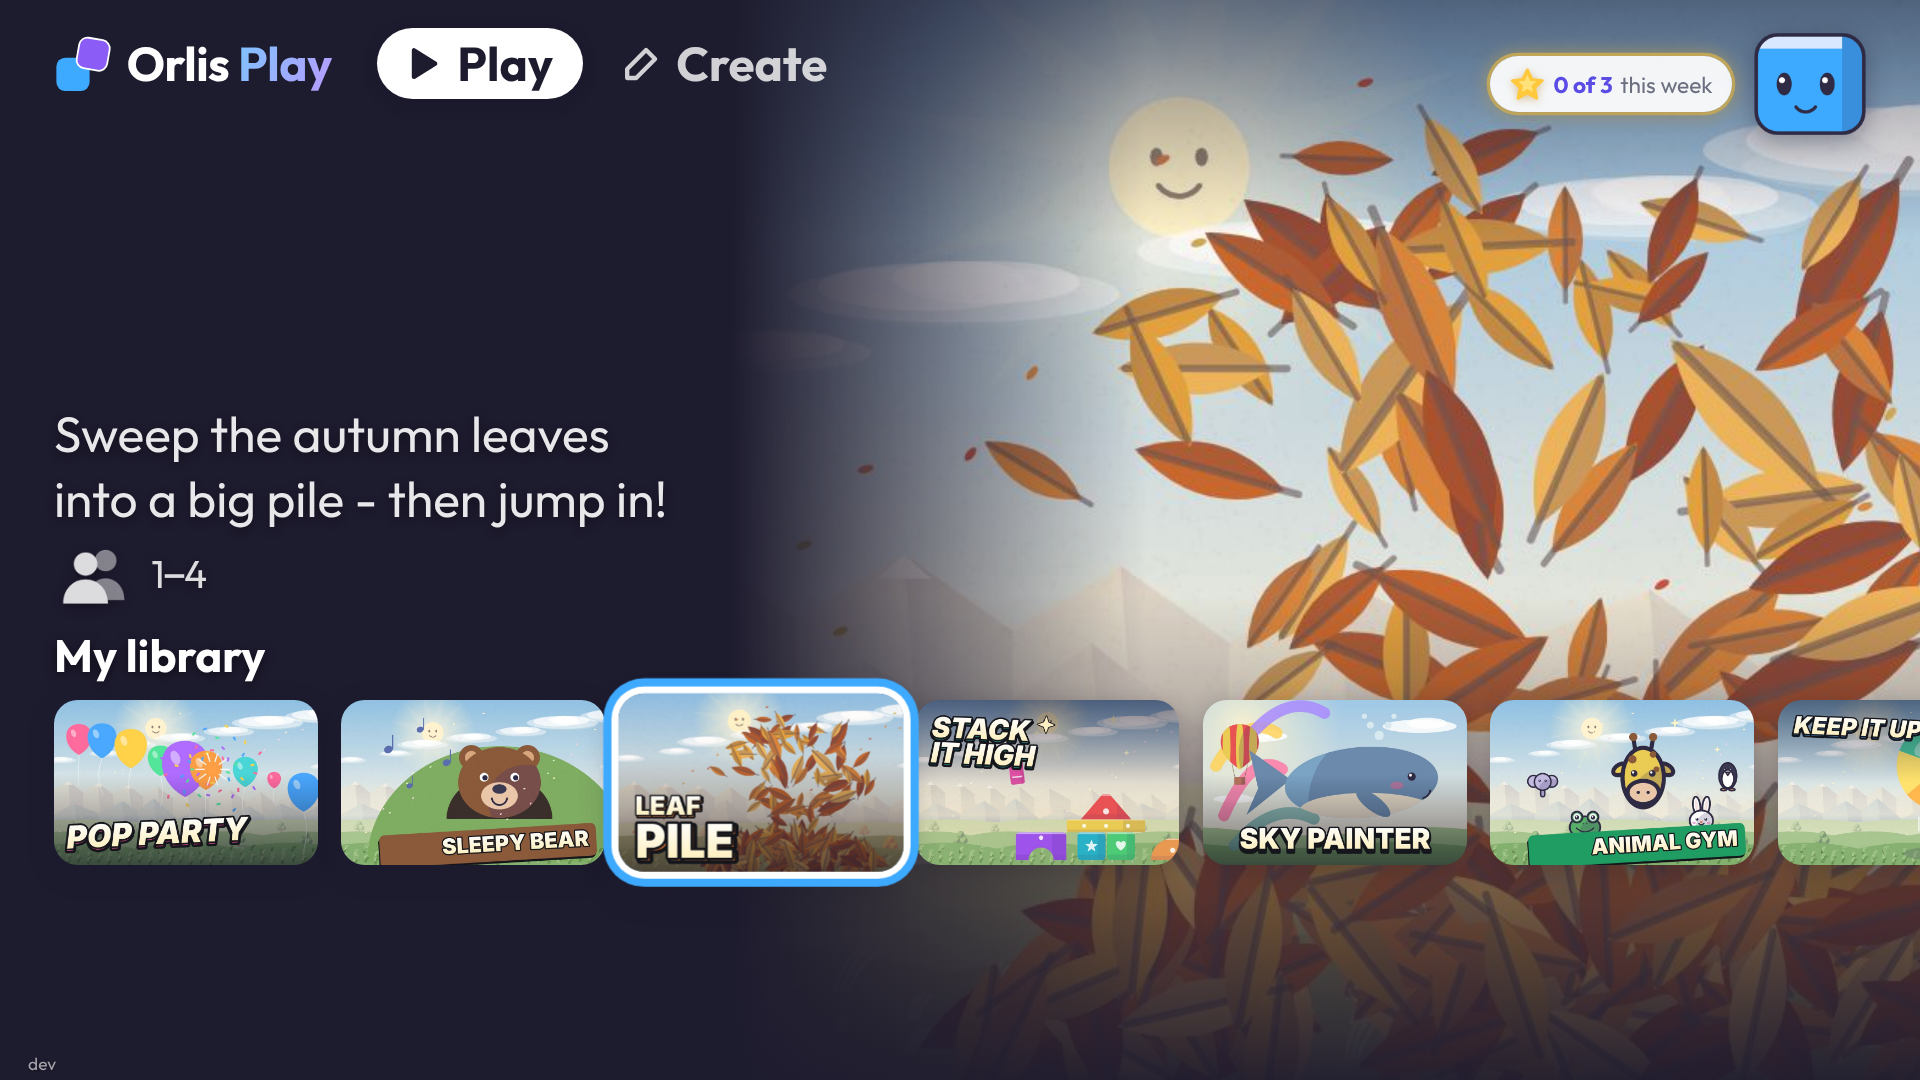 Orlis Play
Play
Create
0 of 3 this week
Sweep the autumn leaves
into a big pile - then jump in!
1–4
My library
POP PARTY
SLEEPY BEAR
LEAF
PILE
STACK
IT HIGH
SKY PAINTER
ANIMAL GYM
KEEP IT UP
dev